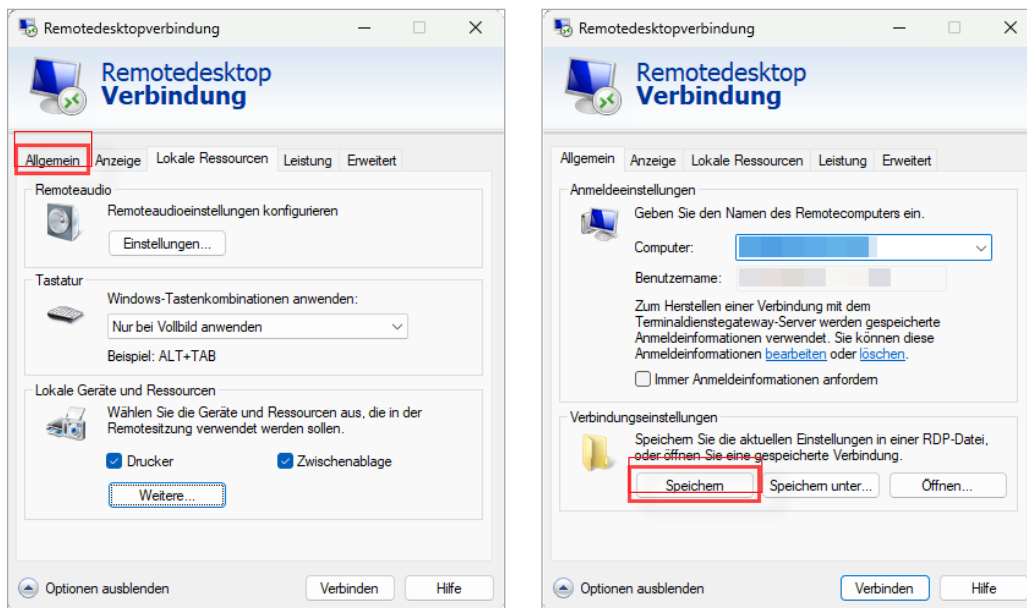 Remotedesktopverbindung
Remotedesktop
Verbindung
Allgemein Anzeige Lokale Ressourcen Leistung Erweitert
Remoteaudio
Remoteaudioeinstellungen konfigurieren
Einstellungen...
Tastatur
Windows-Tastenkombinationen anwenden:
Nur bei Vollbild anwenden
Beispiel: ALT+TAB
Lokale Geräte und Ressourcen
Wählen Sie die Geräte und Ressourcen aus, die in der
Remotesitzung verwendet werden sollen.
Drucker Zwischenablage
Weitere...
Optionen ausblenden Verbinden Hilfe
Remotedesktopverbindung
Remotedesktop
Verbindung
Allgemein Anzeige Lokale Ressourcen Leistung Erweitert
Anmeldeeinstellungen
Geben Sie den Namen des Remotecomputers ein.
Computer:
Benutzername:
Zum Herstellen einer Verbindung mit dem
Terminaldienstegateway-Server werden gespeicherte
Anmeldeinformationen verwendet. Sie können diese
Anmeldeinformationen bearbeiten oder löschen.
Immer Anmeldeinformationen anfordern
Verbindungseinstellungen
Speichern Sie die aktuellen Einstellungen in einer RDP-Datei,
oder öffnen Sie eine gespeicherte Verbindung.
Speichern Speichern unter... Öffnen...
Optionen ausblenden Verbinden Hilfe